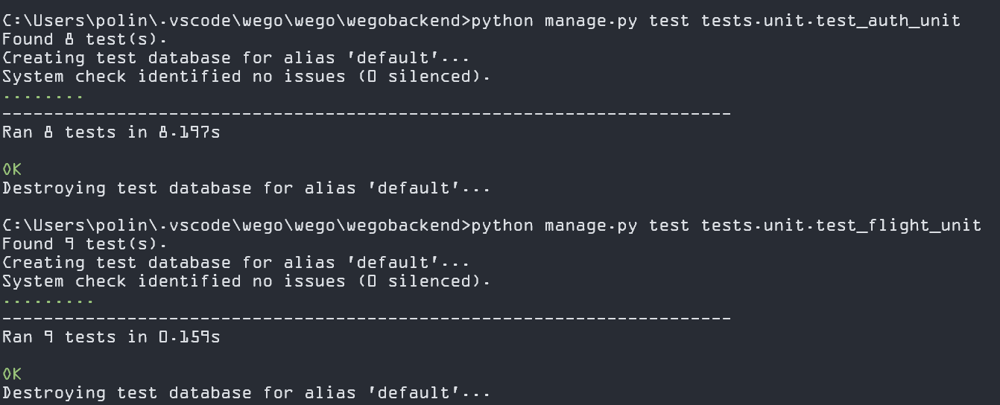 C:\Users\polin\.vscode\wego\wego\wegobackend>python manage.py test tests.unit.test_auth_unit
Found 8 test(s).
Creating test database for alias 'default'...
System check identified no issues (0 silenced).
........
----------------------------------------------------------------------
Ran 8 tests in 8.197s
OK
Destroying test database for alias 'default'...
C:\Users\polin\.vscode\wego\wego\wegobackend>python manage.py test tests.unit.test_flight_unit
Found 9 test(s).
Creating test database for alias 'default'...
System check identified no issues (0 silenced).
.........
----------------------------------------------------------------------
Ran 9 tests in 0.159s
OK
Destroying test database for alias 'default'...